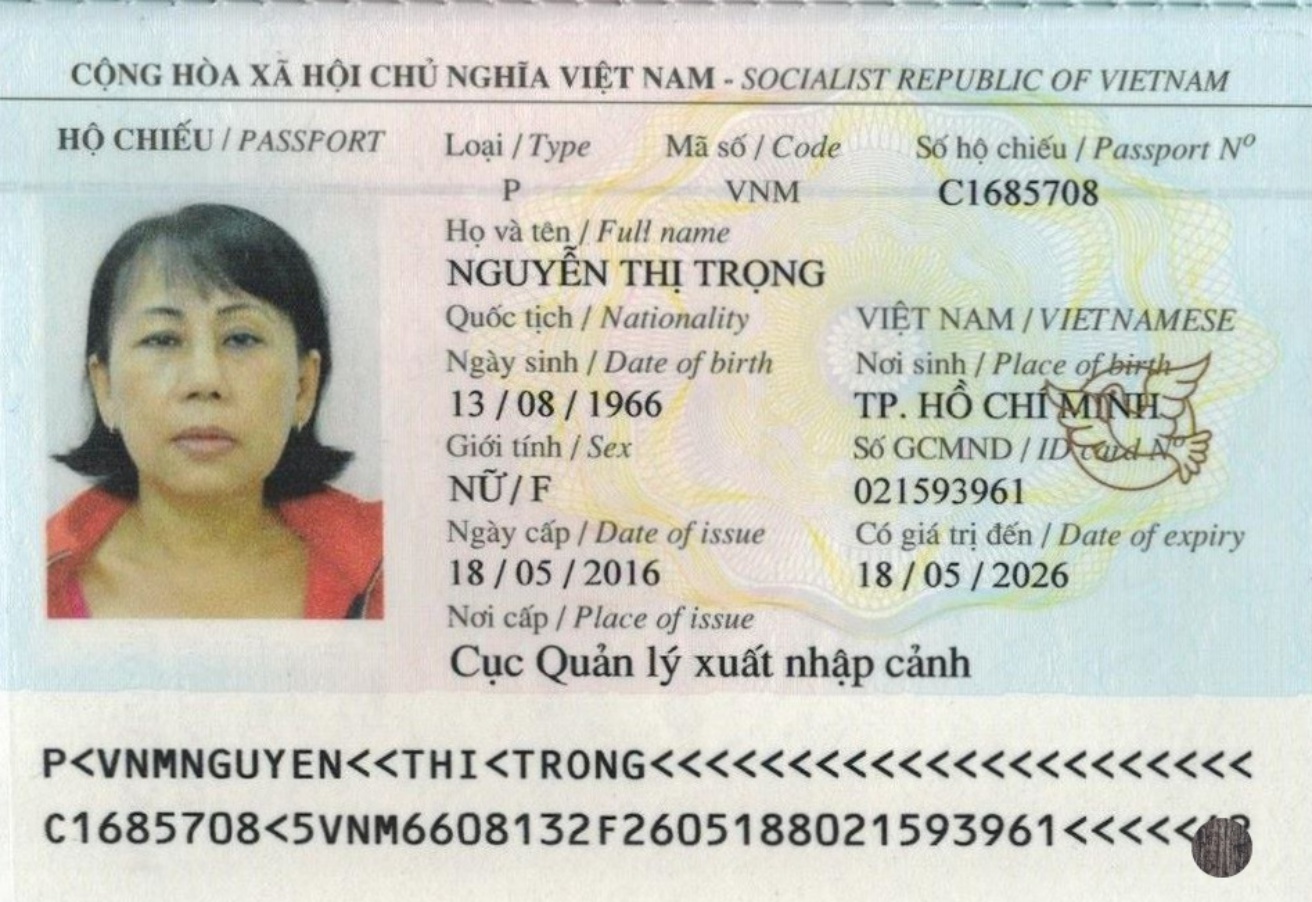 CỘNG HÒA XÃ HỘI CHỦ NGHĨA VIỆT NAM - SOCIALIST REPUBLIC OF VIETNAM
HỘ CHIẾU / PASSPORT
Loại / Type Mã số / Code Số hộ chiếu / Passport Nº
P VNM C1685708
Họ và tên / Full name
NGUYỄN THỊ TRỌNG
Quốc tịch / Nationality VIỆT NAM / VIETNAMESE
Ngày sinh / Date of birth Nơi sinh / Place of birth
13 / 08 / 1966 TP. HỒ CHÍ MINH
Giới tính / Sex Số GCMND / ID card Nº
NỮ / F 021593961
Ngày cấp / Date of issue Có giá trị đến / Date of expiry
18 / 05 / 2016 18 / 05 / 2026
Nơi cấp / Place of issue
Cục Quản lý xuất nhập cảnh
P<VNMNGUYEN<<THI<TRONG<<<<<<<<<<<<<<<<<<<<<<
C1685708<5VNM6608132F2605188021593961<<<<<